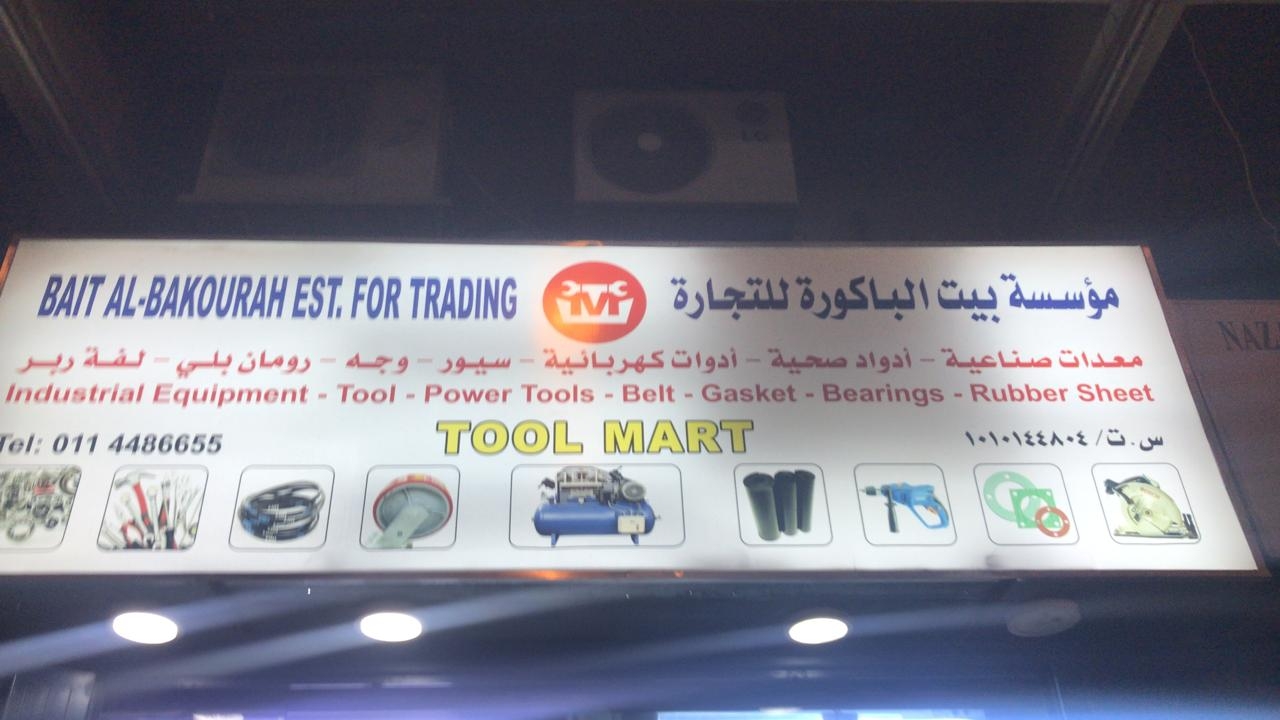 LG
BAIT AL-BAKOURAH EST. FOR TRADING
مؤسسة بيت الباكورة للتجارة
معدات صناعية - أدواد صحية - أدوات كهربائية - سيور - وجه - رومان بلي - لفة ربر
Industrial Equipment - Tool - Power Tools - Belt - Gasket - Bearings - Rubber Sheet
Tel: 011 4486655
TOOL MART
س.ت/ ١٠١٠١٤٤٨٠٤
NAZ